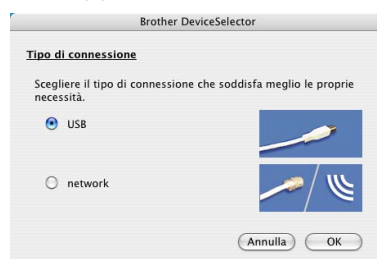 Brother DeviceSelector
Tipo di connessione
Scegliere il tipo di connessione che soddisfa meglio le proprie
necessità.
USB
network
Annulla OK